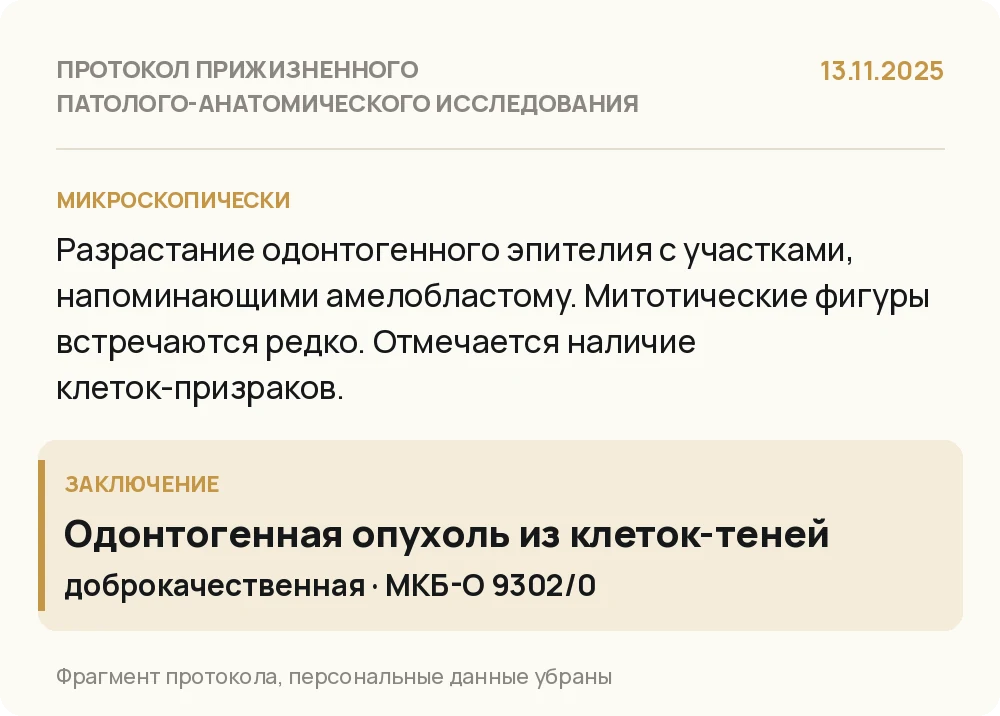 ПРОТОКОЛ ПРИЖИЗНЕННОГО
ПАТОЛОГО-АНАТОМИЧЕСКОГО ИССЛЕДОВАНИЯ
13.11.2025
МИКРОСКОПИЧЕСКИ
Разрастание одонтогенного эпителия с участками,
напоминающими амелобластому. Митотические фигуры
встречаются редко. Отмечается наличие
клеток-призраков.
ЗАКЛЮЧЕНИЕ
Одонтогенная опухоль из клеток-теней
доброкачественная · МКБ-О 9302/0
Фрагмент протокола, персональные данные убраны